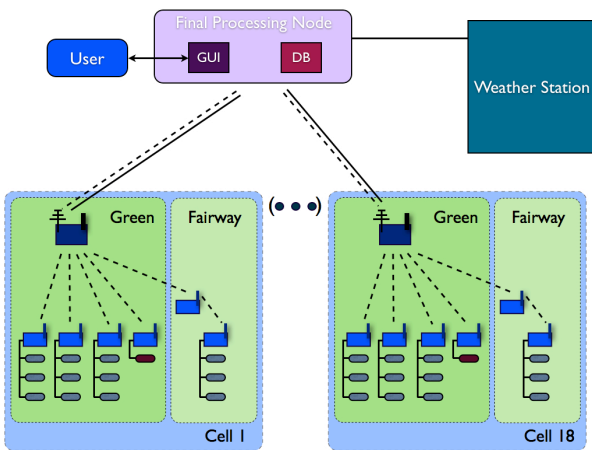 Final Processing Node
User
GUI
DB
Weather Station
Green
Fairway
(• • •)
Green
Fairway
Cell 1
Cell 18